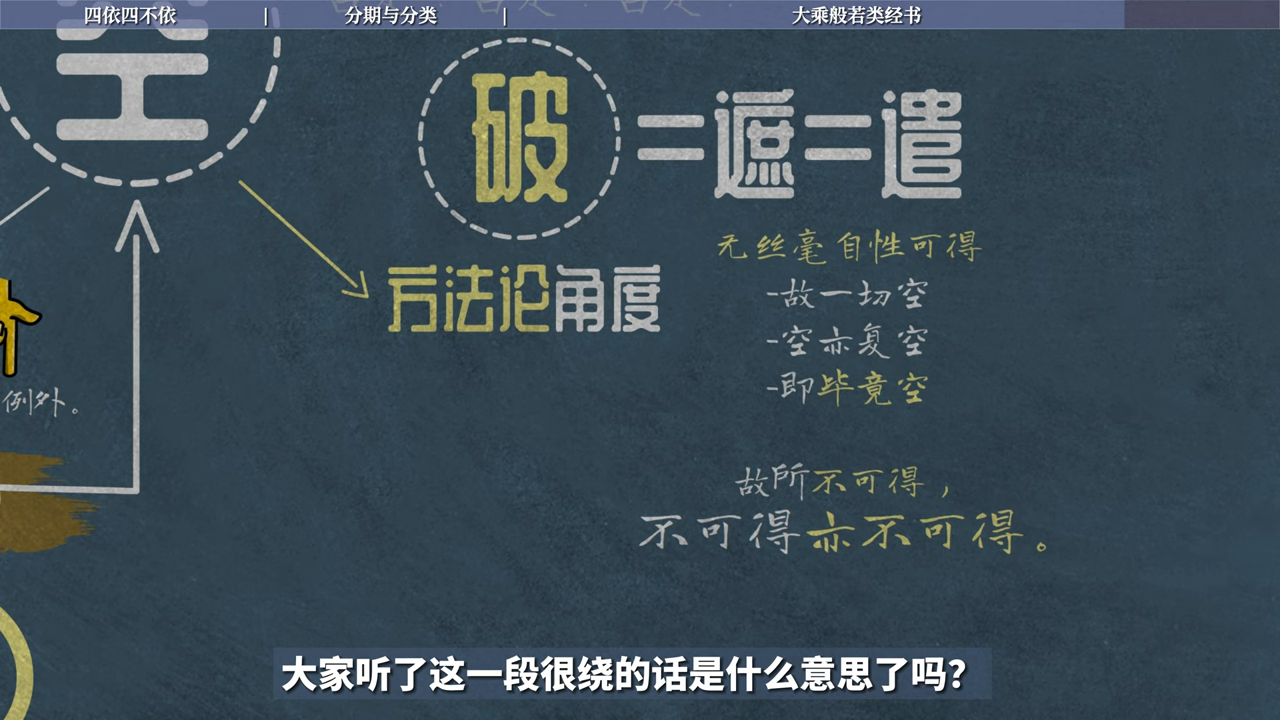 四依四不依 | 分期与分类 | 大乘般若类经书
空
破=遮=遣
无丝毫自性可得
-故一切空
-空亦复空
-即毕竟空
方法论角度
例外。
故所不可得，
不可得亦不可得。
大家听了这一段很绕的话是什么意思了吗？